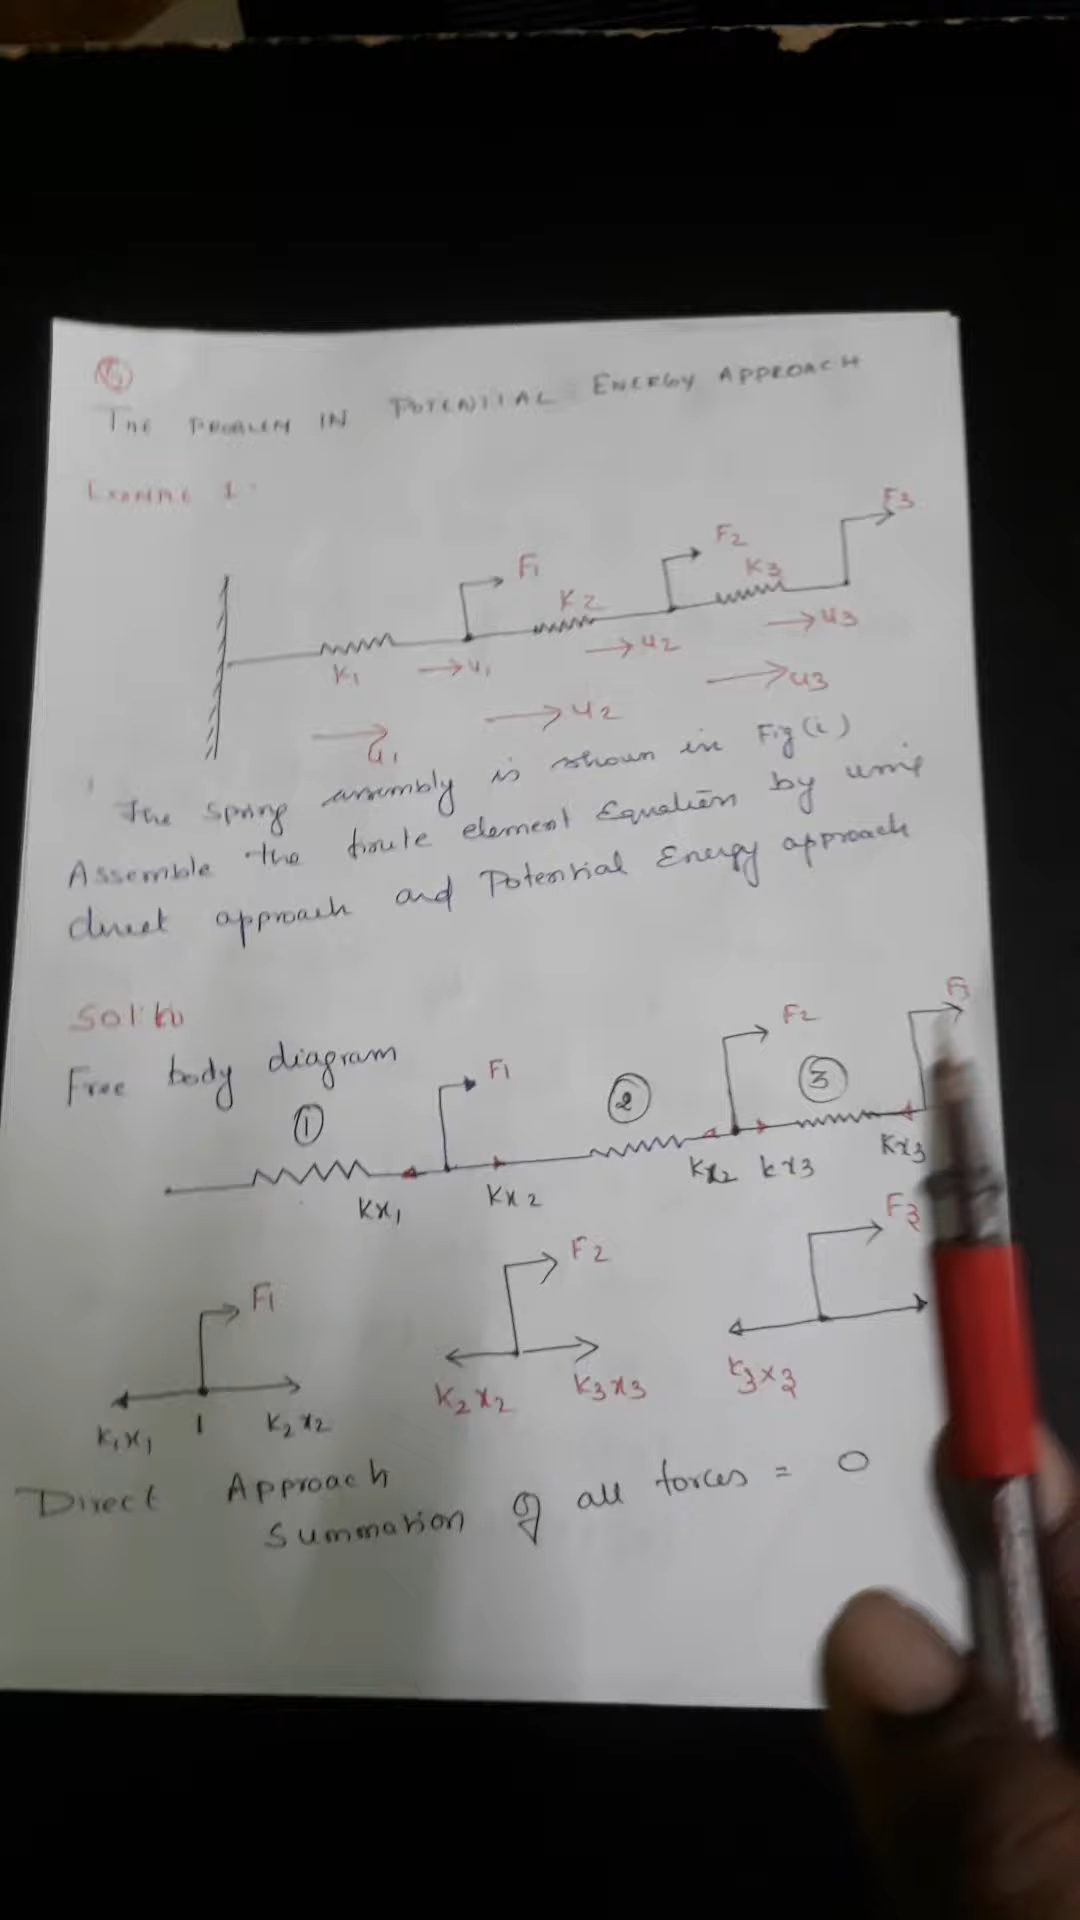 6
THE PROBLEM IN POTENTIAL ENERGY APPROACH
EXAMPLE 1.
F3
F2
F1
K3
K2
u3
K1
u1
u2
u3
u2
u1
The spring assembly is shown in Fig (i)
Assemble the finite element Equation by
direct approach and Potential Energy approach
F3
Free body diagram
F1
F2
1
2
3
Kx1
Kx2
Kx2
kx3
Kx3
F1
F2
F3
K1x1
1
K2x2
K2x2
K3x3
K3x3
Direct Approach
Summation of all forces = 0